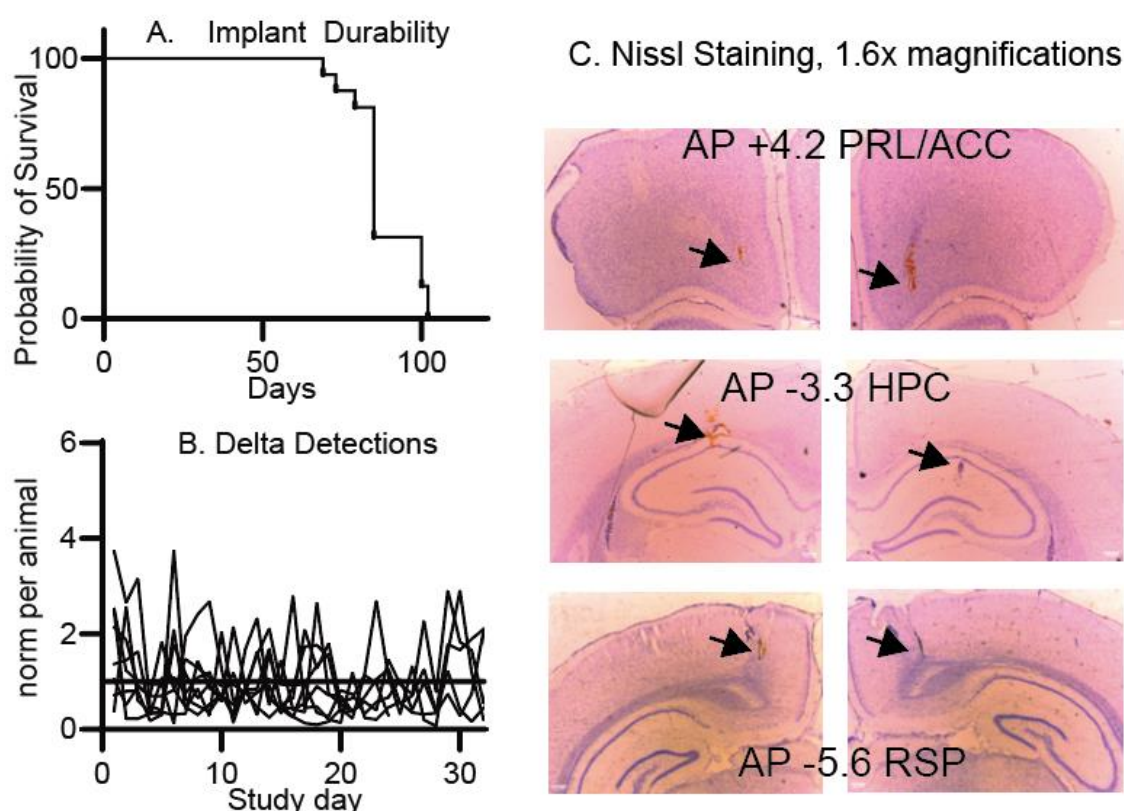 A. Implant Durability
Probability of Survival
100
50
0
0 50 100
Days
B. Delta Detections
norm per animal
6
4
2
0
0 10 20 30
Study day
C. Nissl Staining, 1.6x magnifications
AP +4.2 PRL/ACC
AP -3.3 HPC
AP -5.6 RSP